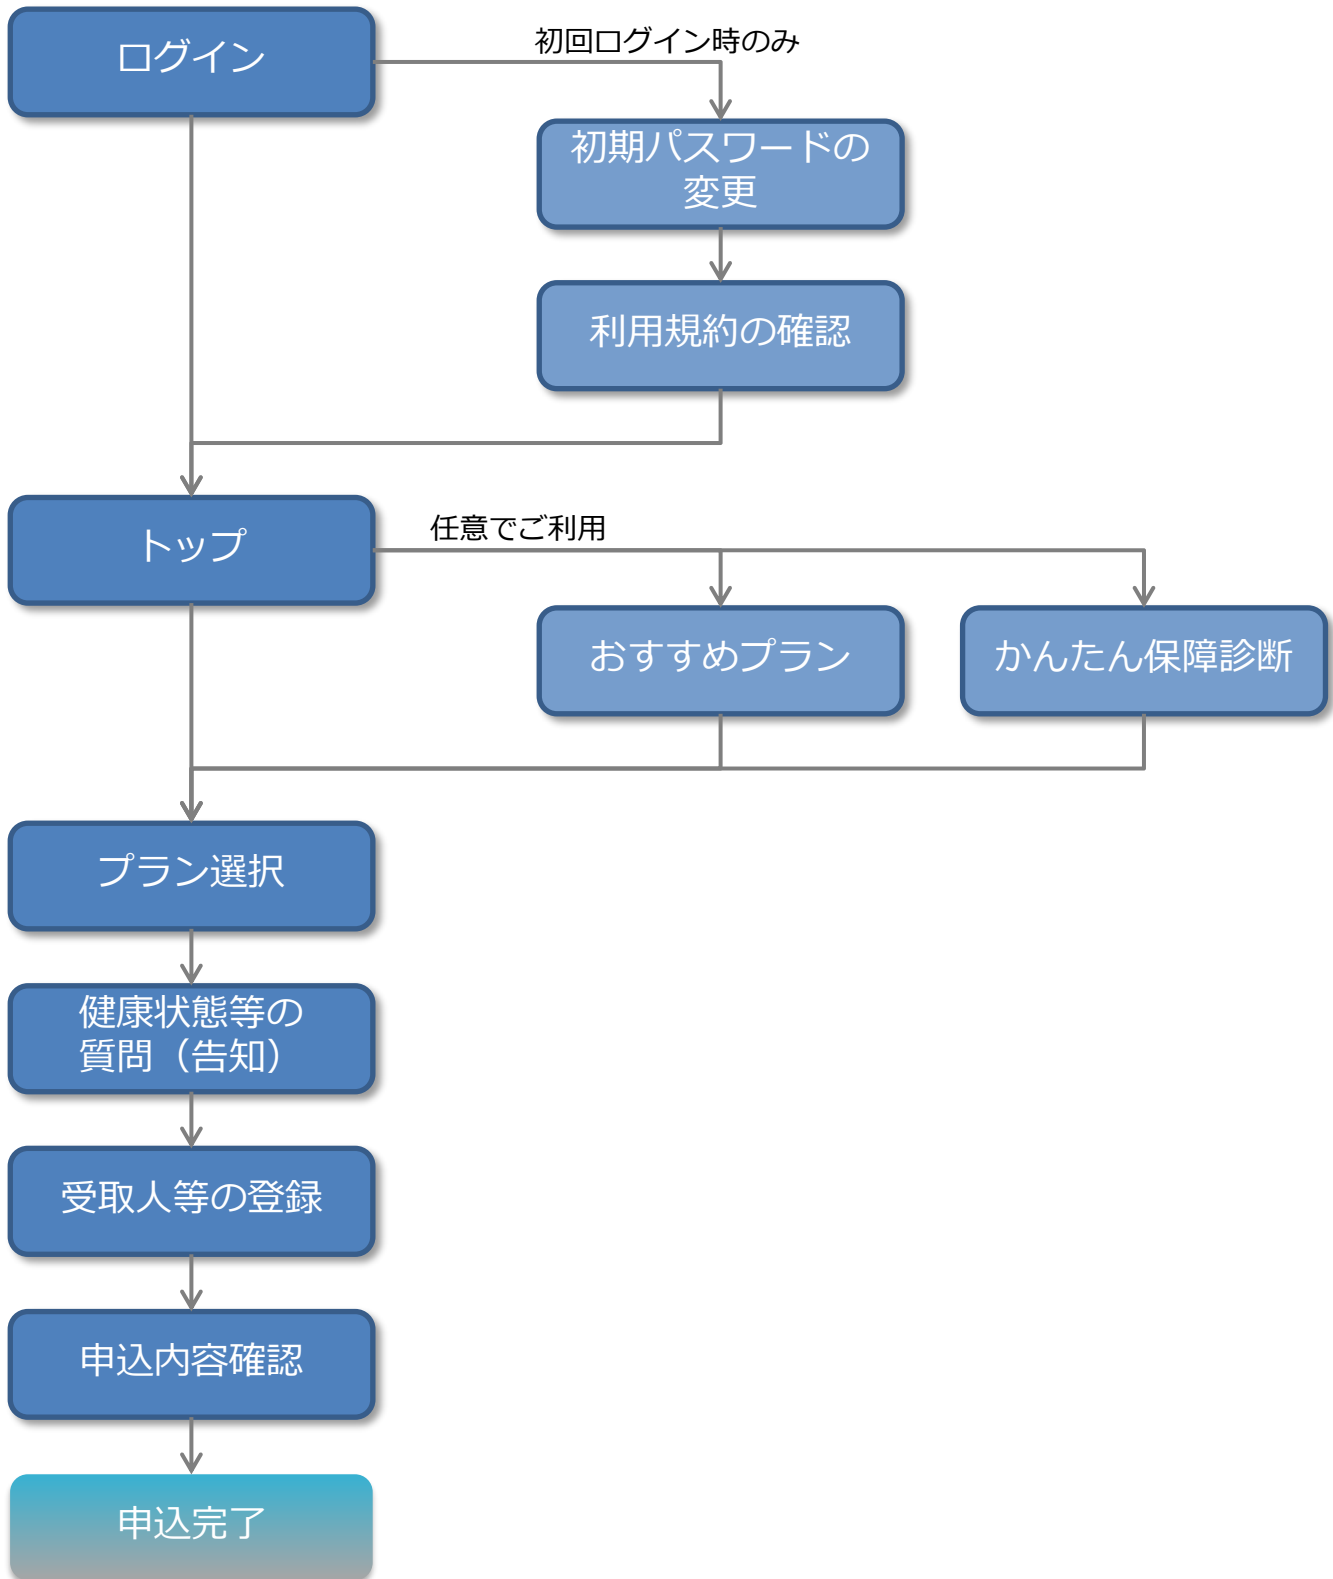 ログイン
初回ログイン時のみ
初期パスワードの
変更
利用規約の確認
トップ
任意でご利用
おすすめプラン
かんたん保障診断
プラン選択
健康状態等の
質問（告知）
受取人等の登録
申込内容確認
申込完了